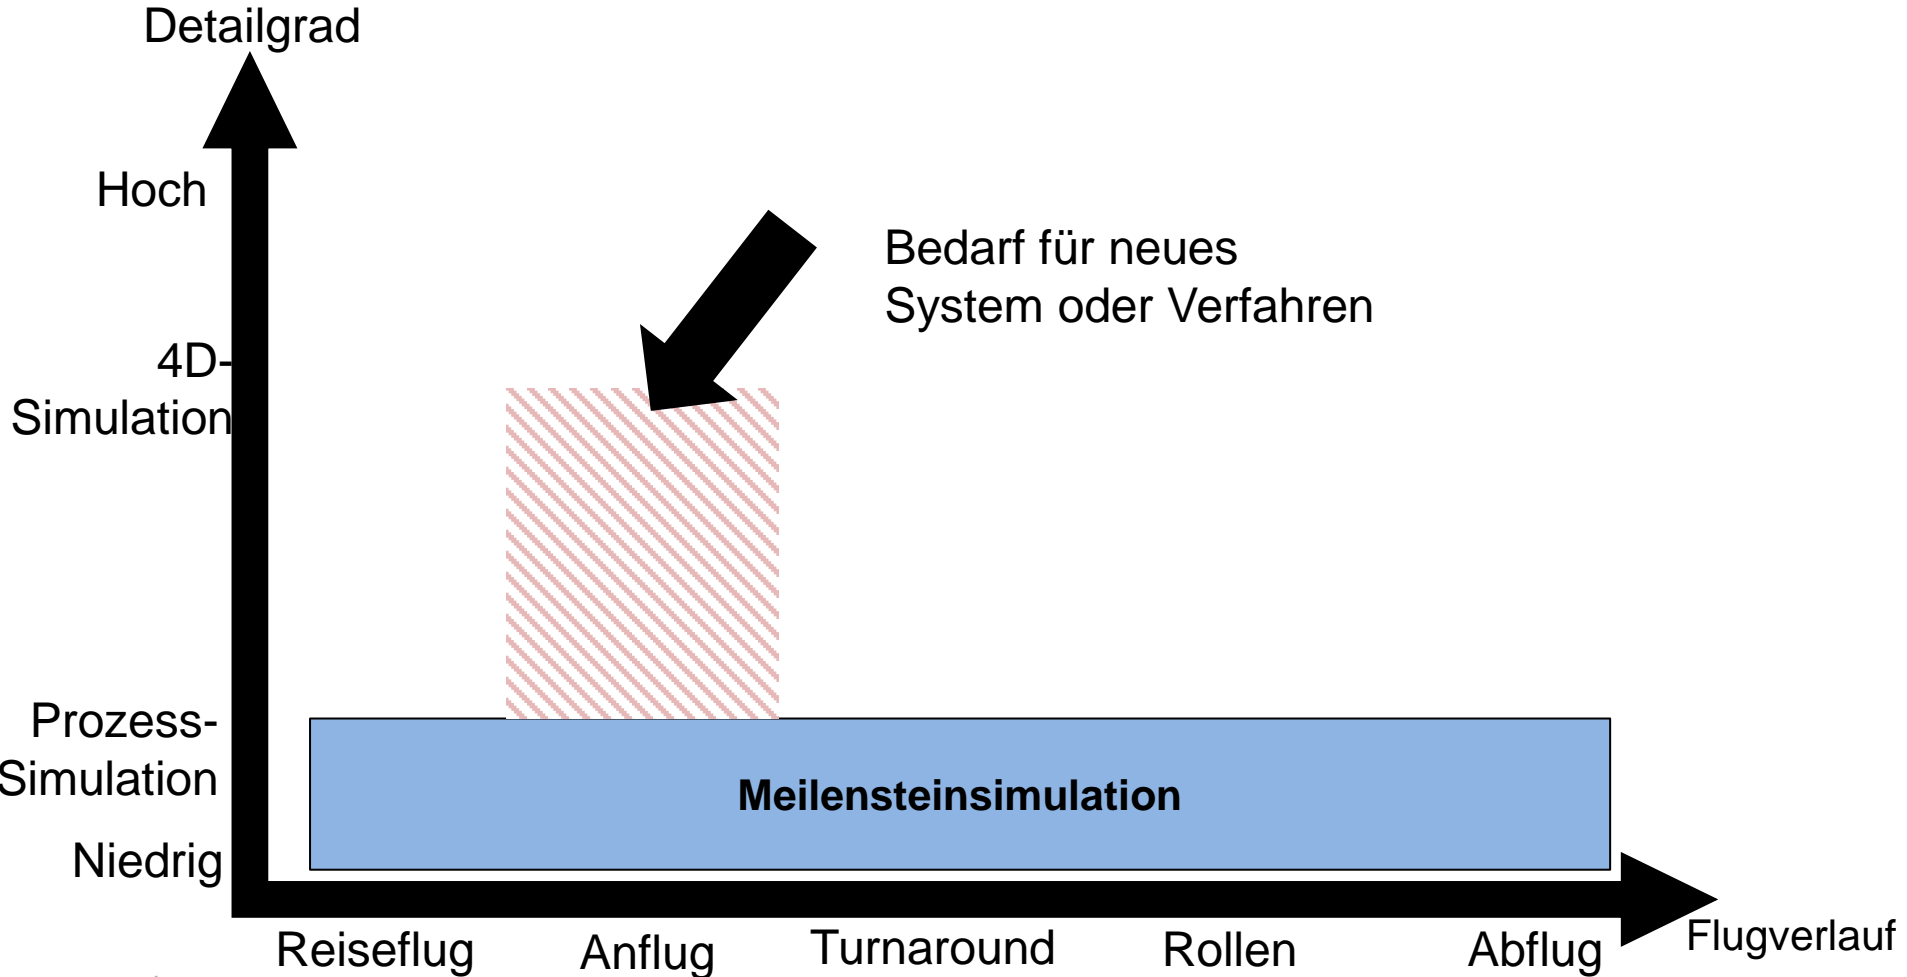 Detailgrad
Hoch
Bedarf für neues
System oder Verfahren
4D-
Simulation
Prozess-
Simulation
Meilensteinsimulation
Niedrig
Reiseflug
Anflug
Turnaround
Rollen
Abflug
Flugverlauf